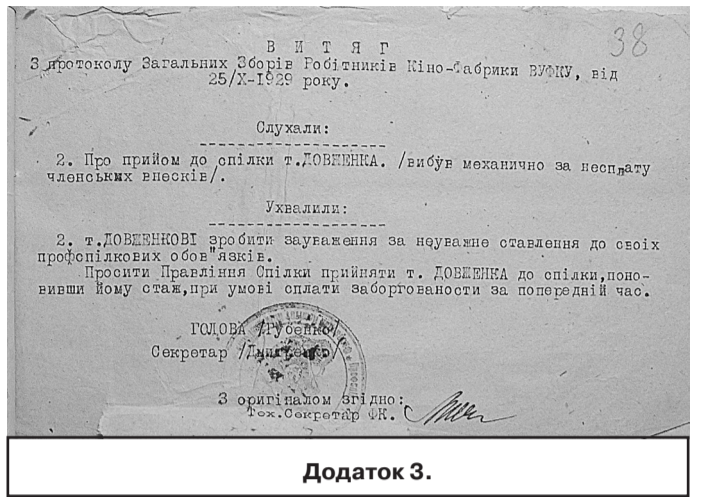 38
В И Т Я Г
З протоколу Загальних Зборів Робітників Кіно-Фабрики ВУФКУ, від
25/X-1929 року.
Слухали:
2. Про прийом до спілки т.ДОВЖЕНКА. /вибув механично за несплату
членських внесків/.
Ухвалили:
2. т.ДОВЖЕНКОВІ зробити зауваження за неуважне ставлення до своїх
профспілкових обов"язків.
Просити Правління Спілки прийняти т. ДОВЖЕНКА до спілки,поно-
вивши йому стаж,при умові сплати заборгованости за попередній час.
ГОЛОВА /Рубенко/
Секретар /Дмитренко/
З оригіналом згідно:
Тех.Секретар ФК.
Додаток 3.